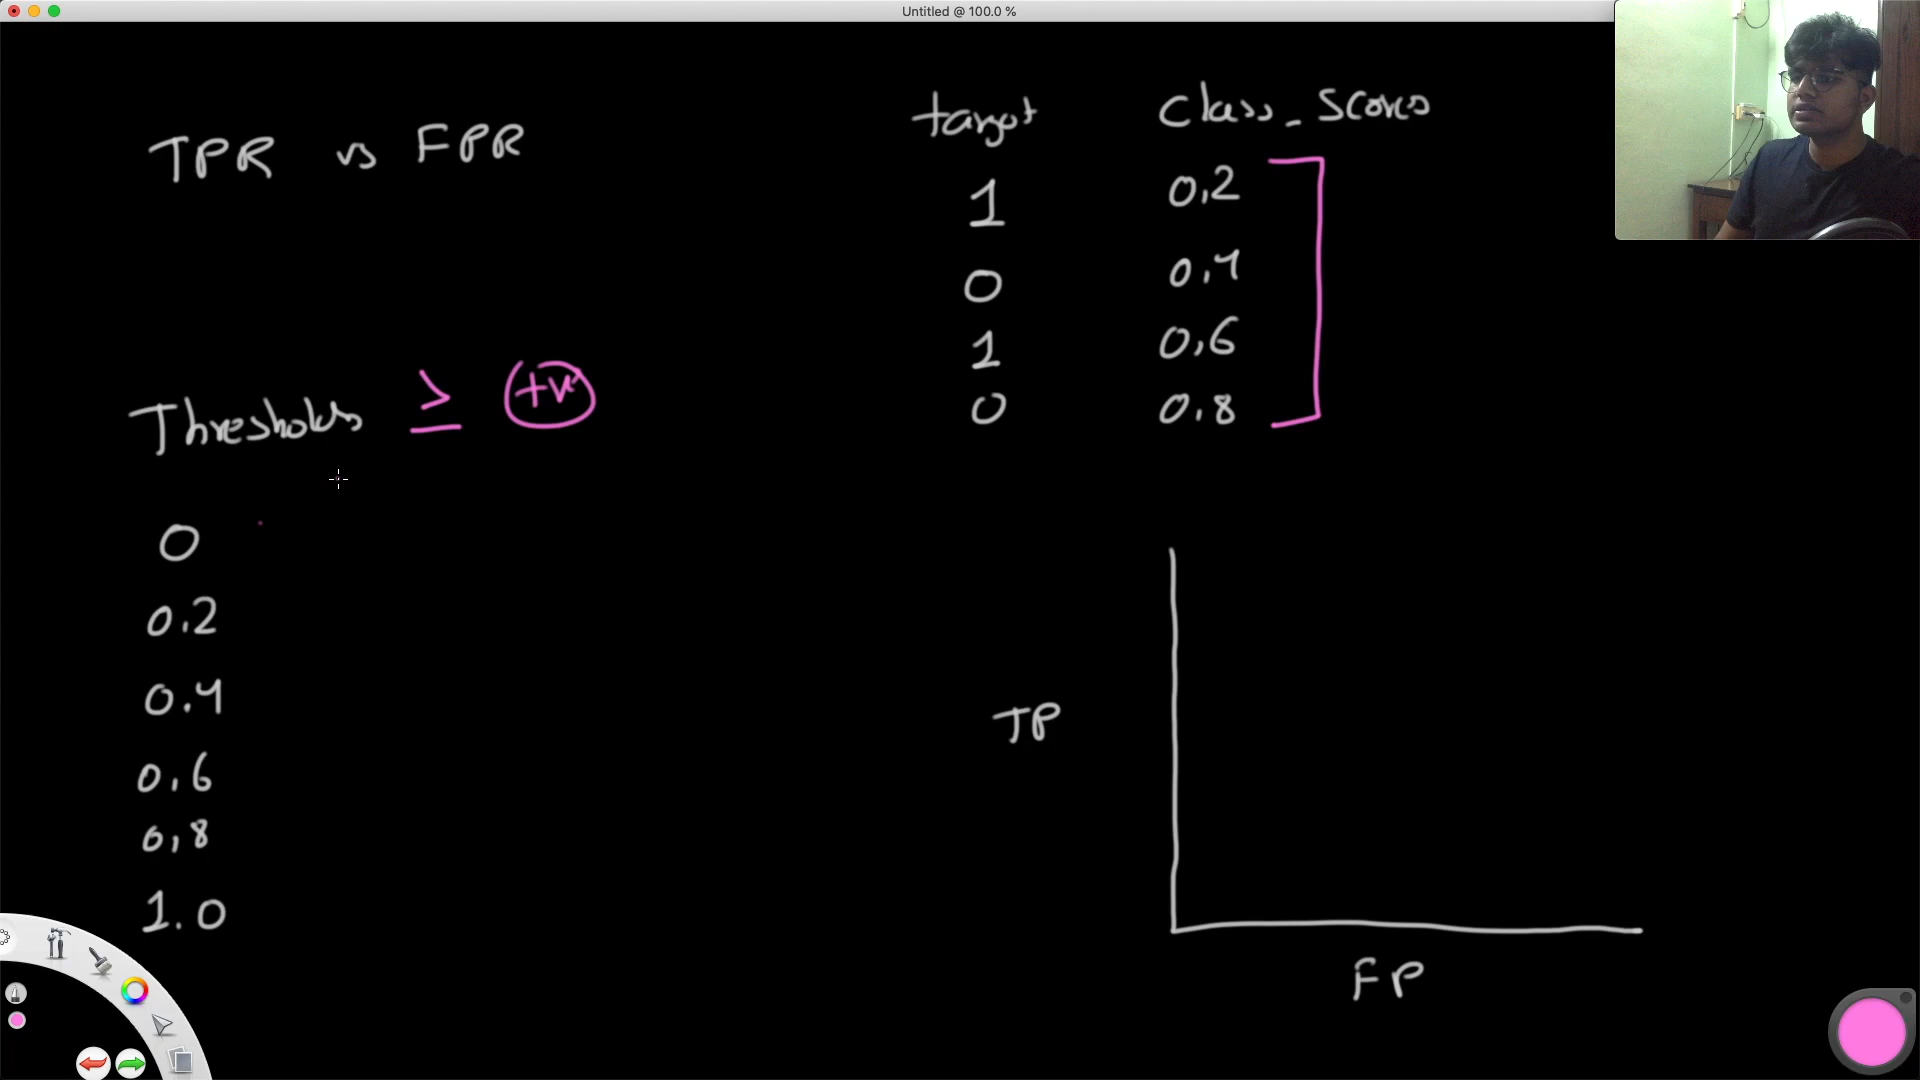 Untitled @ 100.0 %
TPR vs FPR
target class_scores
1 0.2
0 0.4
1 0.6
0 0.8
Thresholds ≥ +ve
0
0.2
0.4
0.6
0.8
1.0
TP
FP